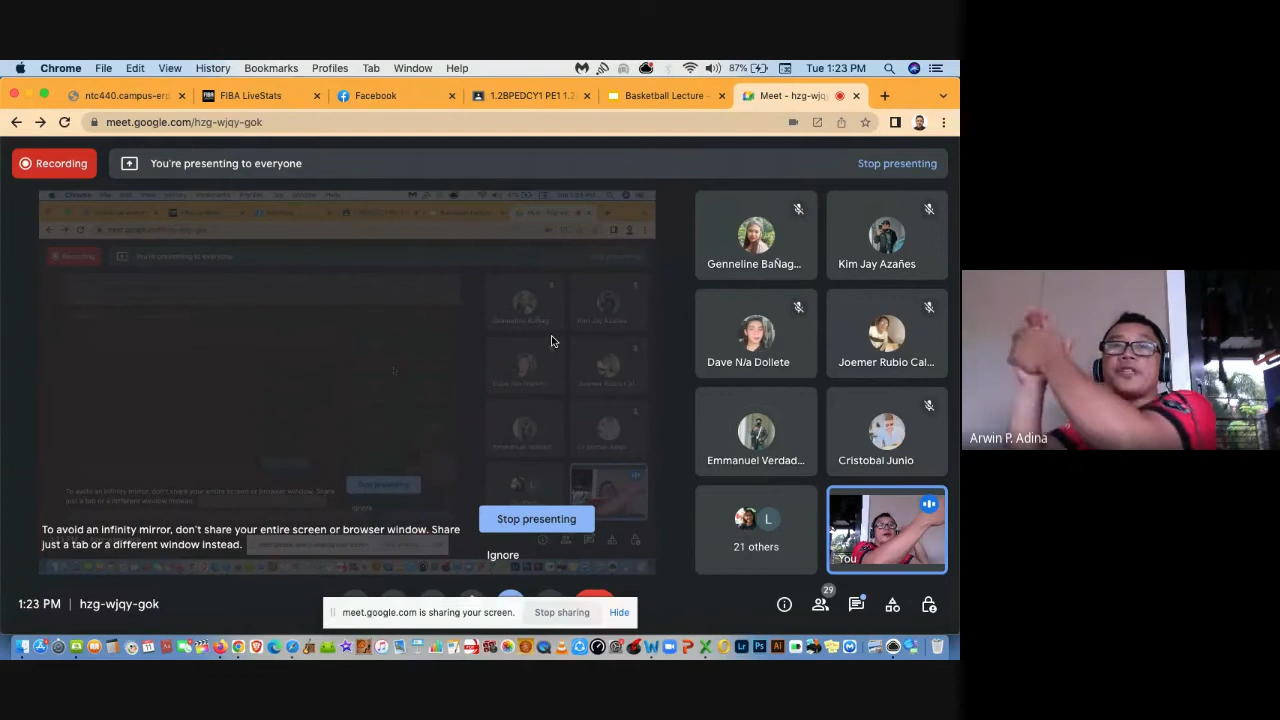 Chrome File Edit View History Bookmarks Profiles Tab Window Help 87% Tue 1:23 PM
ntc440.campus-erp FIBA LiveStats Facebook 1.2BPEDCY1 PE1 1.2 Basketball Lecture - Meet - hzg-wjqy
meet.google.com/hzg-wjqy-gok
Recording You're presenting to everyone Stop presenting
Genneline BaÑag... Kim Jay Azañes
Dave N/a Dollete Joemer Rubio Cal...
Emmanuel Verdad... Cristobal Junio
Arwin P. Adina
L
21 others You
To avoid an infinity mirror, don't share your entire screen or browser window. Share
just a tab or a different window instead.
Stop presenting
Ignore
1:23 PM | hzg-wjqy-gok
meet.google.com is sharing your screen. Stop sharing Hide
29